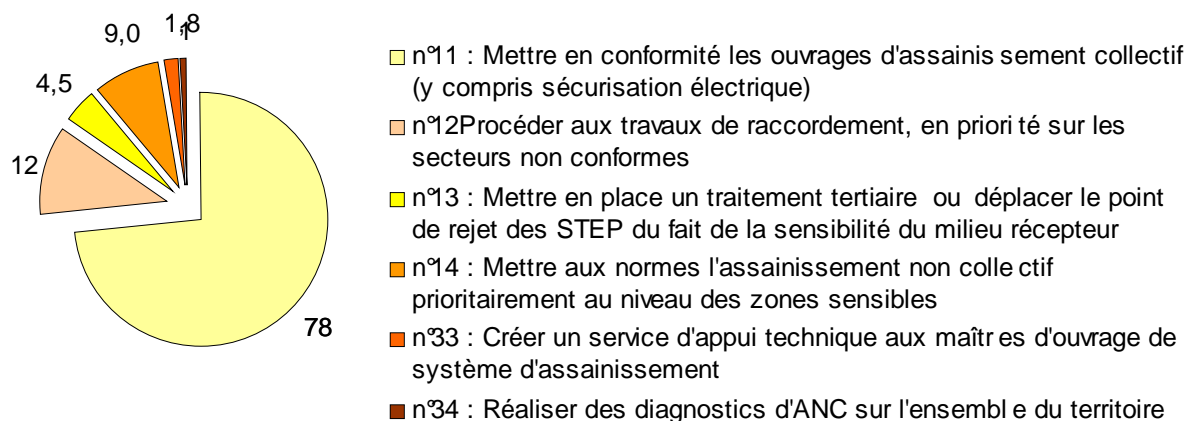 9,0
1,8
1
4,5
12
78
n°11 : Mettre en conformité les ouvrages d'assainis sement collectif
(y compris sécurisation électrique)
n°12Procéder aux travaux de raccordement, en priori té sur les
secteurs non conformes
n°13 : Mettre en place un traitement tertiaire ou déplacer le point
de rejet des STEP du fait de la sensibilité du milieu récepteur
n°14 : Mettre aux normes l'assainissement non colle ctif
prioritairement au niveau des zones sensibles
n°33 : Créer un service d'appui technique aux maîtr es d'ouvrage de
système d'assainissement
n°34 : Réaliser des diagnostics d'ANC sur l'ensembl e du territoire